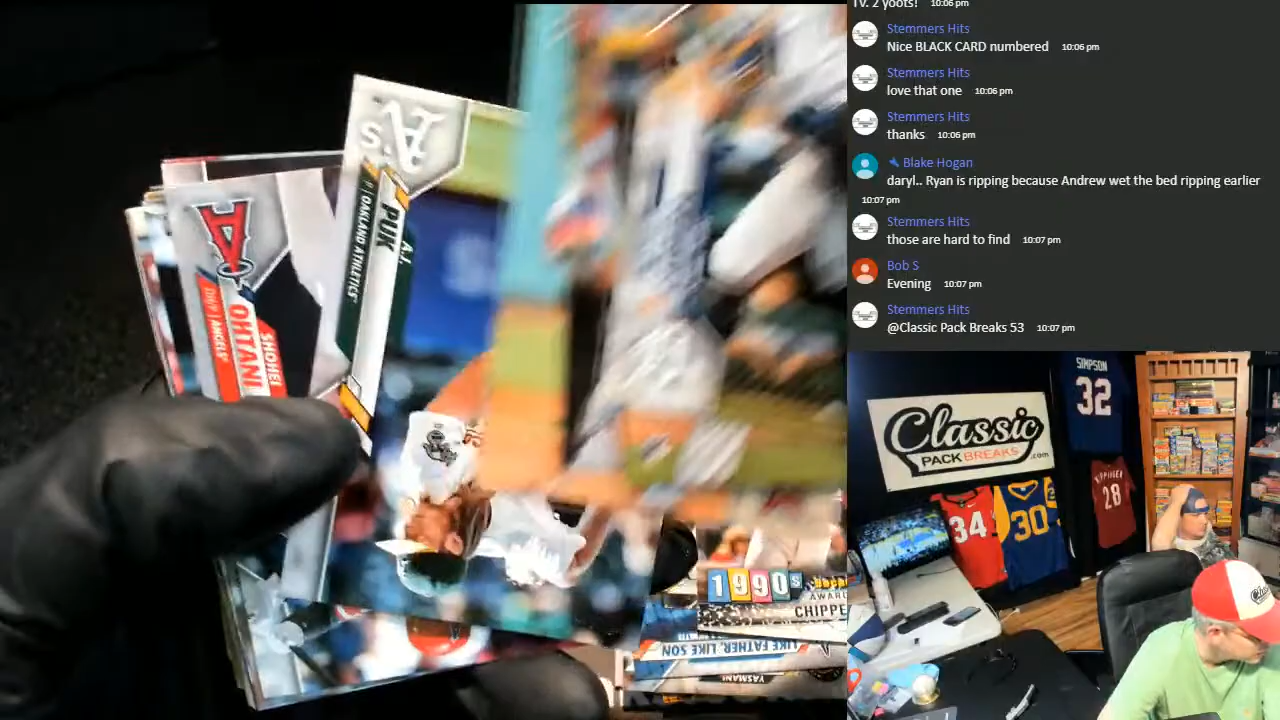 TV. 2 yoots! 10:06 pm
Stemmers Hits
Nice BLACK CARD numbered 10:06 pm
Stemmers Hits
love that one 10:06 pm
Stemmers Hits
thanks 10:06 pm
Blake Hogan
daryl.. Ryan is ripping because Andrew wet the bed ripping earlier
10:07 pm
Stemmers Hits
those are hard to find 10:07 pm
Bob S
Evening 10:07 pm
Stemmers Hits
@Classic Pack Breaks 53 10:07 pm
A's
A.J.
PUK
P | OAKLAND ATHLETICS
A
SHOHEI
OHTANI
ANGELS
1990s
AWARD
CHIPPE
LIKE FATHER, LIKE SON
YASMANI
SIMPSON
32
Classic
PACK BREAKS.com
34
30
28